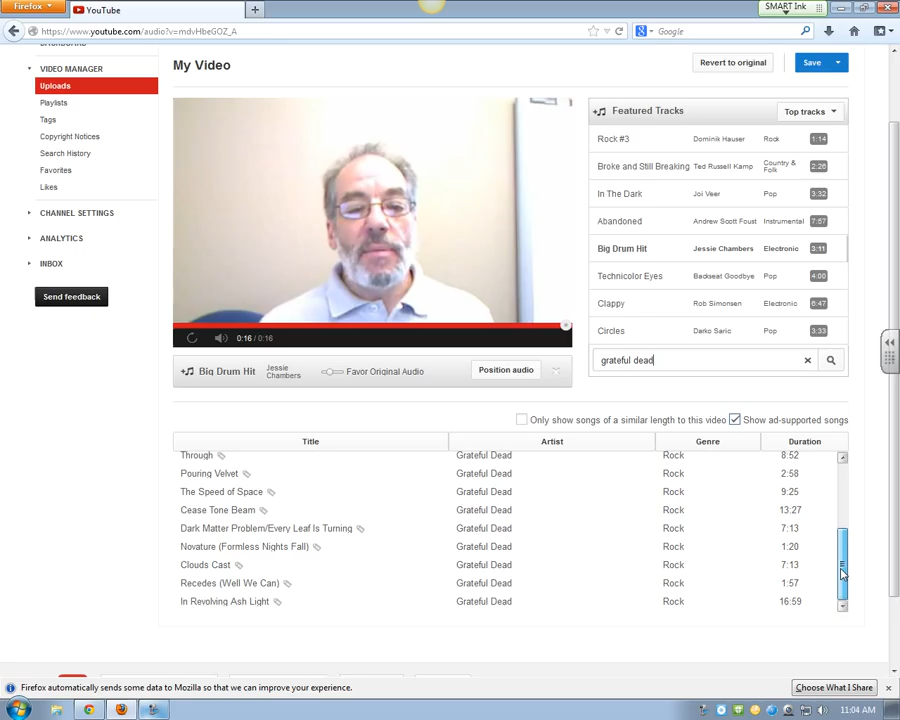 Firefox
YouTube
SMART Ink
https://www.youtube.com/audio?v=mdvHbeGOZ_A
Google
VIDEO MANAGER
Uploads
Playlists
Tags
Copyright Notices
Search History
Favorites
Likes
CHANNEL SETTINGS
ANALYTICS
INBOX
Send feedback
My Video
Revert to original
Save
Featured Tracks
Top tracks
Rock #3 Dominik Hauser Rock 1:14
Broke and Still Breaking Ted Russell Kamp Country & Folk 2:26
In The Dark Joi Veer Pop 3:32
Abandoned Andrew Scott Foust Instrumental 7:57
Big Drum Hit Jessie Chambers Electronic 3:11
Technicolor Eyes Backseat Goodbye Pop 4:00
Clappy Rob Simonsen Electronic 6:47
Circles Darko Saric Pop 3:33
grateful dead
0:16 / 0:16
Big Drum Hit Jessie Chambers Favor Original Audio Position audio
Only show songs of a similar length to this video Show ad-supported songs
Title Artist Genre Duration
Through Grateful Dead Rock 8:52
Pouring Velvet Grateful Dead Rock 2:58
The Speed of Space Grateful Dead Rock 9:25
Cease Tone Beam Grateful Dead Rock 13:27
Dark Matter Problem/Every Leaf Is Turning Grateful Dead Rock 7:13
Novature (Formless Nights Fall) Grateful Dead Rock 1:20
Clouds Cast Grateful Dead Rock 7:13
Recedes (Well We Can) Grateful Dead Rock 1:57
In Revolving Ash Light Grateful Dead Rock 16:59
Firefox automatically sends some data to Mozilla so that we can improve your experience.
Choose What I Share
11:04 AM